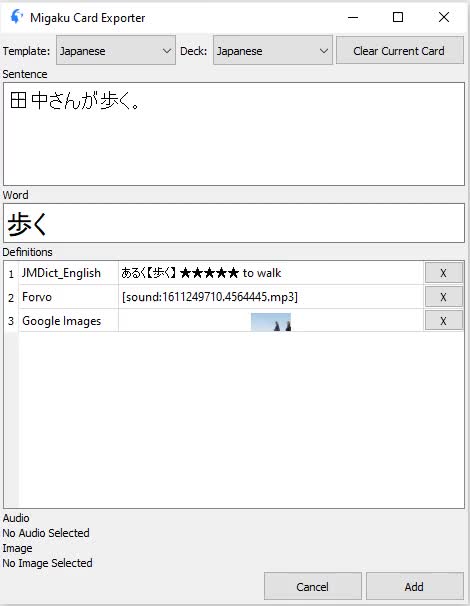 Migaku Card Exporter
Template: Japanese Deck: Japanese Clear Current Card
Sentence
田中さんが歩く。
Word
歩く
Definitions
1 JMDict_English あるく【歩く】★★★★★ to walk X
2 Forvo [sound:1611249710.4564445.mp3] X
3 Google Images X
Audio
No Audio Selected
Image
No Image Selected
Cancel Add